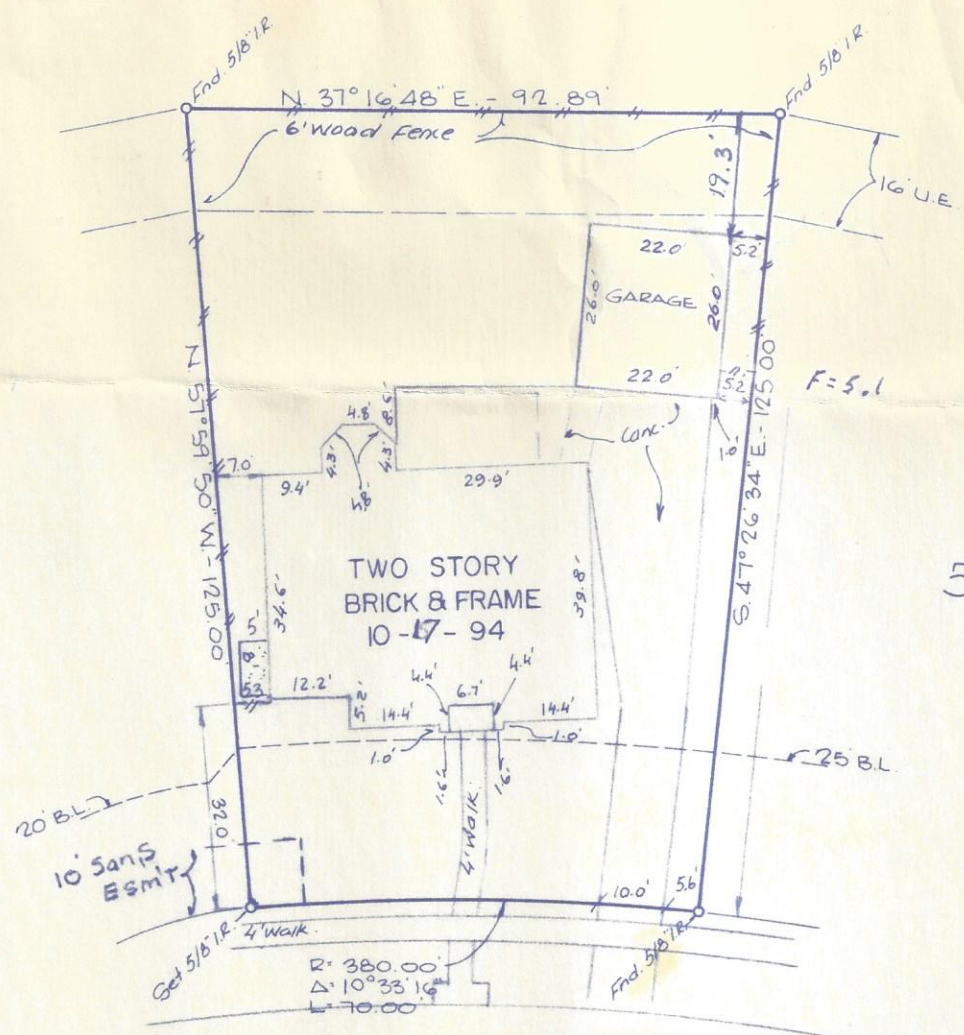 Fnd. 5/8" I.R.
Fnd. 5/8" I.R.
N. 37° 16' 48" E. - 92.89'
6' Wood Fence
19.3'
16' U.E.
22.0'
5.2'
26.0'
GARAGE
26.0'
22.0'
5.2'
F = 5.1
Conc.
S. 47° 26' 34" E. - 125.00'
N 57° 59' 50" W. - 125.00'
4.8'
8.6'
4.3'
4.3'
7.0'
9.4'
29.9'
TWO STORY
BRICK & FRAME
10-17-94
34.6'
39.8'
5
8
5.3
12.2'
5.2'
14.4'
4.4'
6.7'
4.4'
14.4'
1.0'
1.0'
1.6'
1.6'
25' B.L.
20' B.L.
32.0'
4' Walk
10' San S
Esm'T
10.0'
5.6'
Set 5/8" I.R.
4' Walk
Fnd. 5/8" I.R.
R = 380.00'
Δ = 10° 33' 16"
L = 70.00'